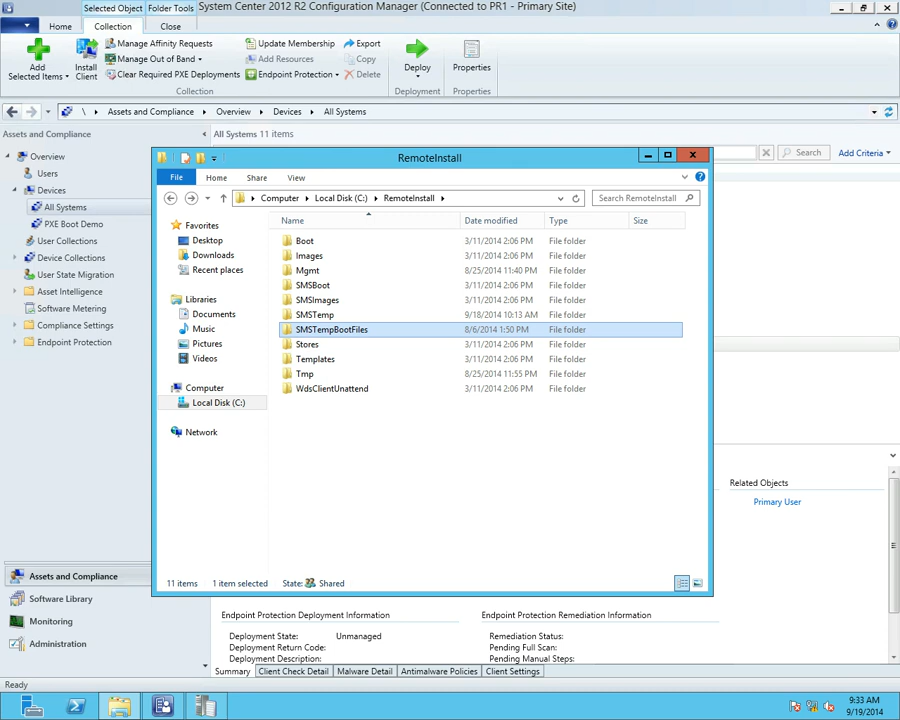 Selected Object
Folder Tools
System Center 2012 R2 Configuration Manager (Connected to PR1 - Primary Site)
Home
Collection
Close
Add
Selected Items
Install
Client
Manage Affinity Requests
Manage Out of Band
Clear Required PXE Deployments
Update Membership
Add Resources
Endpoint Protection
Export
Copy
Delete
Deploy
Properties
Collection
Deployment
Properties
\ Assets and Compliance Overview Devices All Systems
Assets and Compliance
Overview
Users
Devices
All Systems
PXE Boot Demo
User Collections
Device Collections
User State Migration
Asset Intelligence
Software Metering
Compliance Settings
Endpoint Protection
Assets and Compliance
Software Library
Monitoring
Administration
All Systems 11 items
Search
Add Criteria
RemoteInstall
File
Home
Share
View
Computer Local Disk (C:) RemoteInstall
Search RemoteInstall
Favorites
Desktop
Downloads
Recent places
Libraries
Documents
Music
Pictures
Videos
Computer
Local Disk (C:)
Network
Name Date modified Type Size
Boot 3/11/2014 2:06 PM File folder
Images 3/11/2014 2:06 PM File folder
Mgmt 8/25/2014 11:40 PM File folder
SMSBoot 3/11/2014 2:06 PM File folder
SMSImages 3/11/2014 2:06 PM File folder
SMSTemp 9/18/2014 10:13 AM File folder
SMSTempBootFiles 8/6/2014 1:50 PM File folder
Stores 3/11/2014 2:06 PM File folder
Templates 3/11/2014 2:06 PM File folder
Tmp 8/25/2014 11:55 PM File folder
WdsClientUnattend 3/11/2014 2:06 PM File folder
11 items 1 item selected State: Shared
Related Objects
Primary User
Endpoint Protection Deployment Information
Deployment State: Unmanaged
Deployment Return Code:
Deployment Description:
Endpoint Protection Remediation Information
Remediation Status:
Pending Full Scan:
Pending Manual Steps:
Summary Client Check Detail Malware Detail Antimalware Policies Client Settings
Ready
9:33 AM
9/19/2014